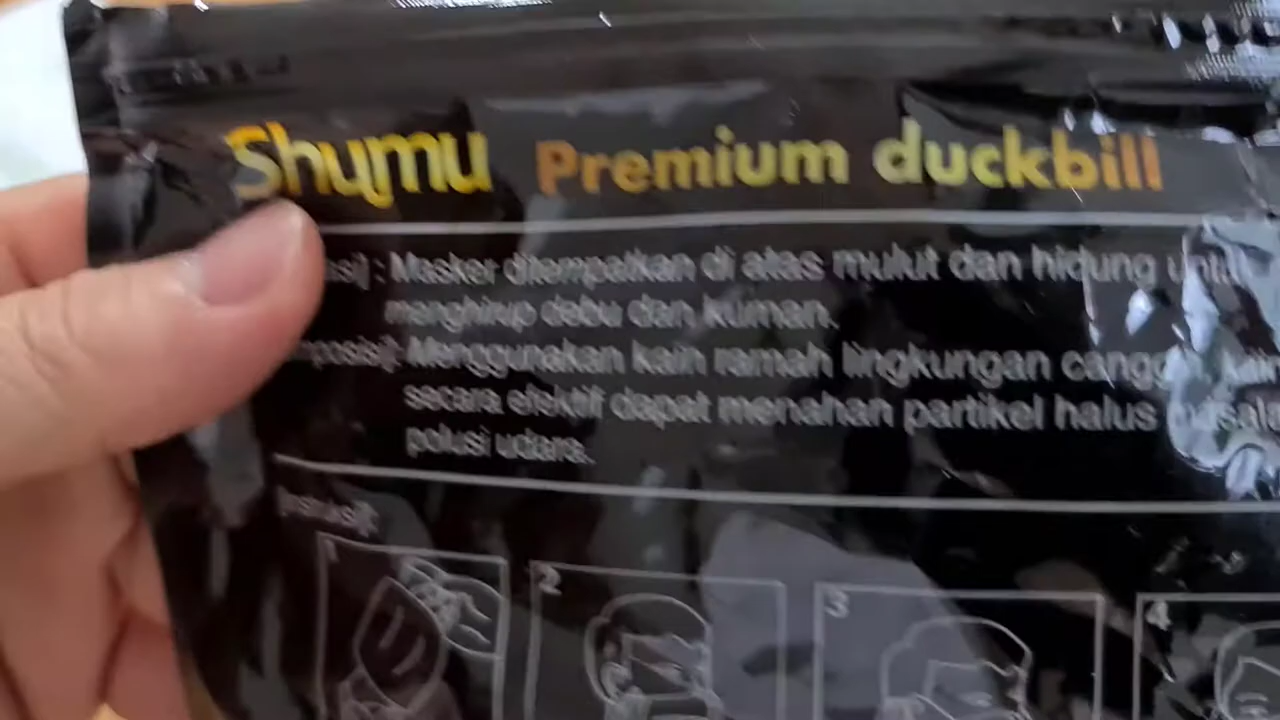 Shumu Premium duckbill
: Masker ditempatkan di atas mulut dan hidung
menghirup debu dan kuman.
Menggunakan kain ramah lingkungan
secara efektif dapat menahan partikel halus
polusi udara.
1 2 3 4